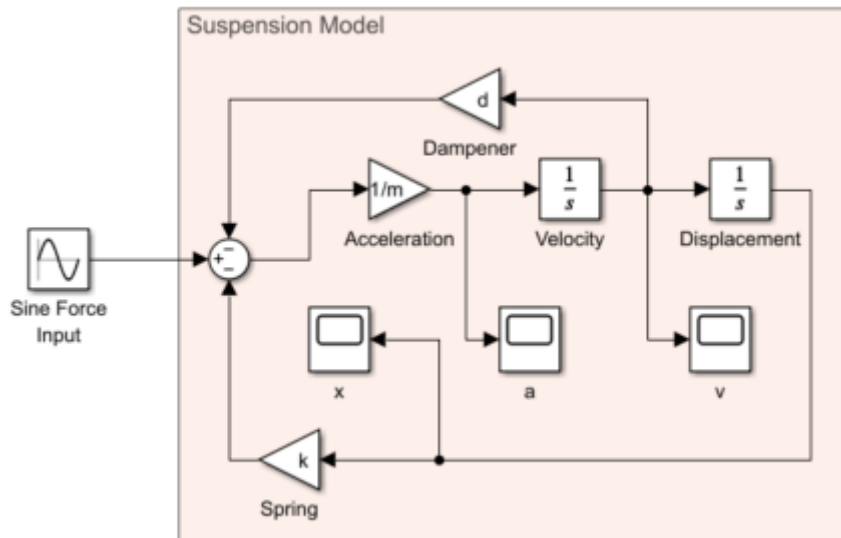 Suspension Model
d
Dampener
1/m
Acceleration
1
s
Velocity
1
s
Displacement
+
−
−
Sine Force
Input
x
a
v
k
Spring